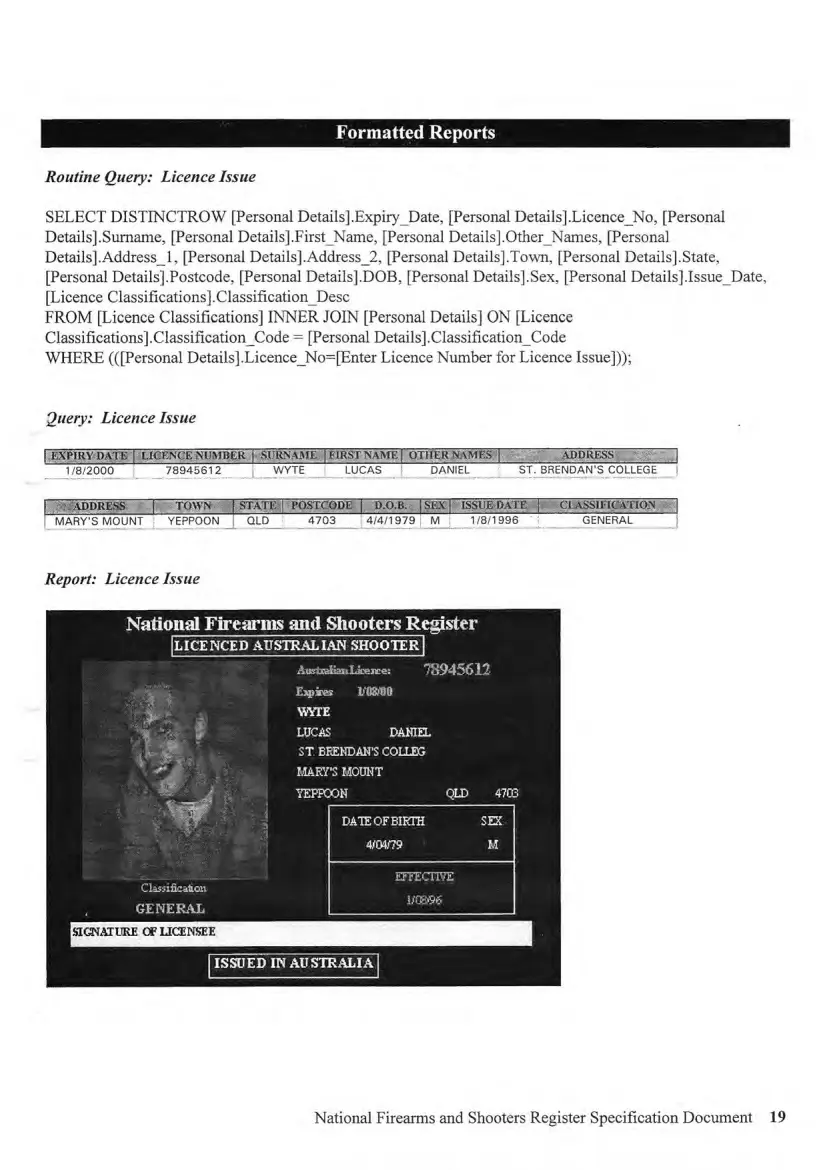 Formatted Reports
Routine Query: Licence Issue
SELECT DISTINCTROW [Personal Details].Expiry_Date, [Personal Details].Licence_No, [Personal
Details].Surname, [Personal Details].First_Name, [Personal Details].Other_Names, [Personal
Details].Address_1, [Personal Details].Address_2, [Personal Details].Town, [Personal Details].State,
[Personal Details].Postcode, [Personal Details].DOB, [Personal Details].Sex, [Personal Details].Issue_Date,
[Licence Classifications].Classification_Desc
FROM [Licence Classifications] INNER JOIN [Personal Details] ON [Licence
Classifications].Classification_Code = [Personal Details].Classification_Code
WHERE (([Personal Details].Licence_No=[Enter Licence Number for Licence Issue]));
Query: Licence Issue
EXPIRY DATE LICENCE NUMBER SURNAME FIRST NAME OTHER NAMES ADDRESS
1/8/2000 78945612 WYTE LUCAS DANIEL ST. BRENDAN'S COLLEGE
ADDRESS TOWN STATE POSTCODE D.O.B. SEX ISSUE DATE CLASSIFICATION
MARY'S MOUNT YEPPOON QLD 4703 4/4/1979 M 1/8/1996 GENERAL
Report: Licence Issue
National Firearms and Shooters Register
LICENCED AUSTRALIAN SHOOTER
Australian Licence: 78945612
Expires 1/08/00
WYTE
LUCAS DANIEL
ST. BRENDAN'S COLLEG
MARY'S MOUNT
YEPPOON QLD 4703
DATE OF BIRTH SEX
4/04/79 M
EFFECTIVE
1/08/96
Classification
GENERAL
SIGNATURE OF LICENSEE
ISSUED IN AUSTRALIA
National Firearms and Shooters Register Specification Document 19